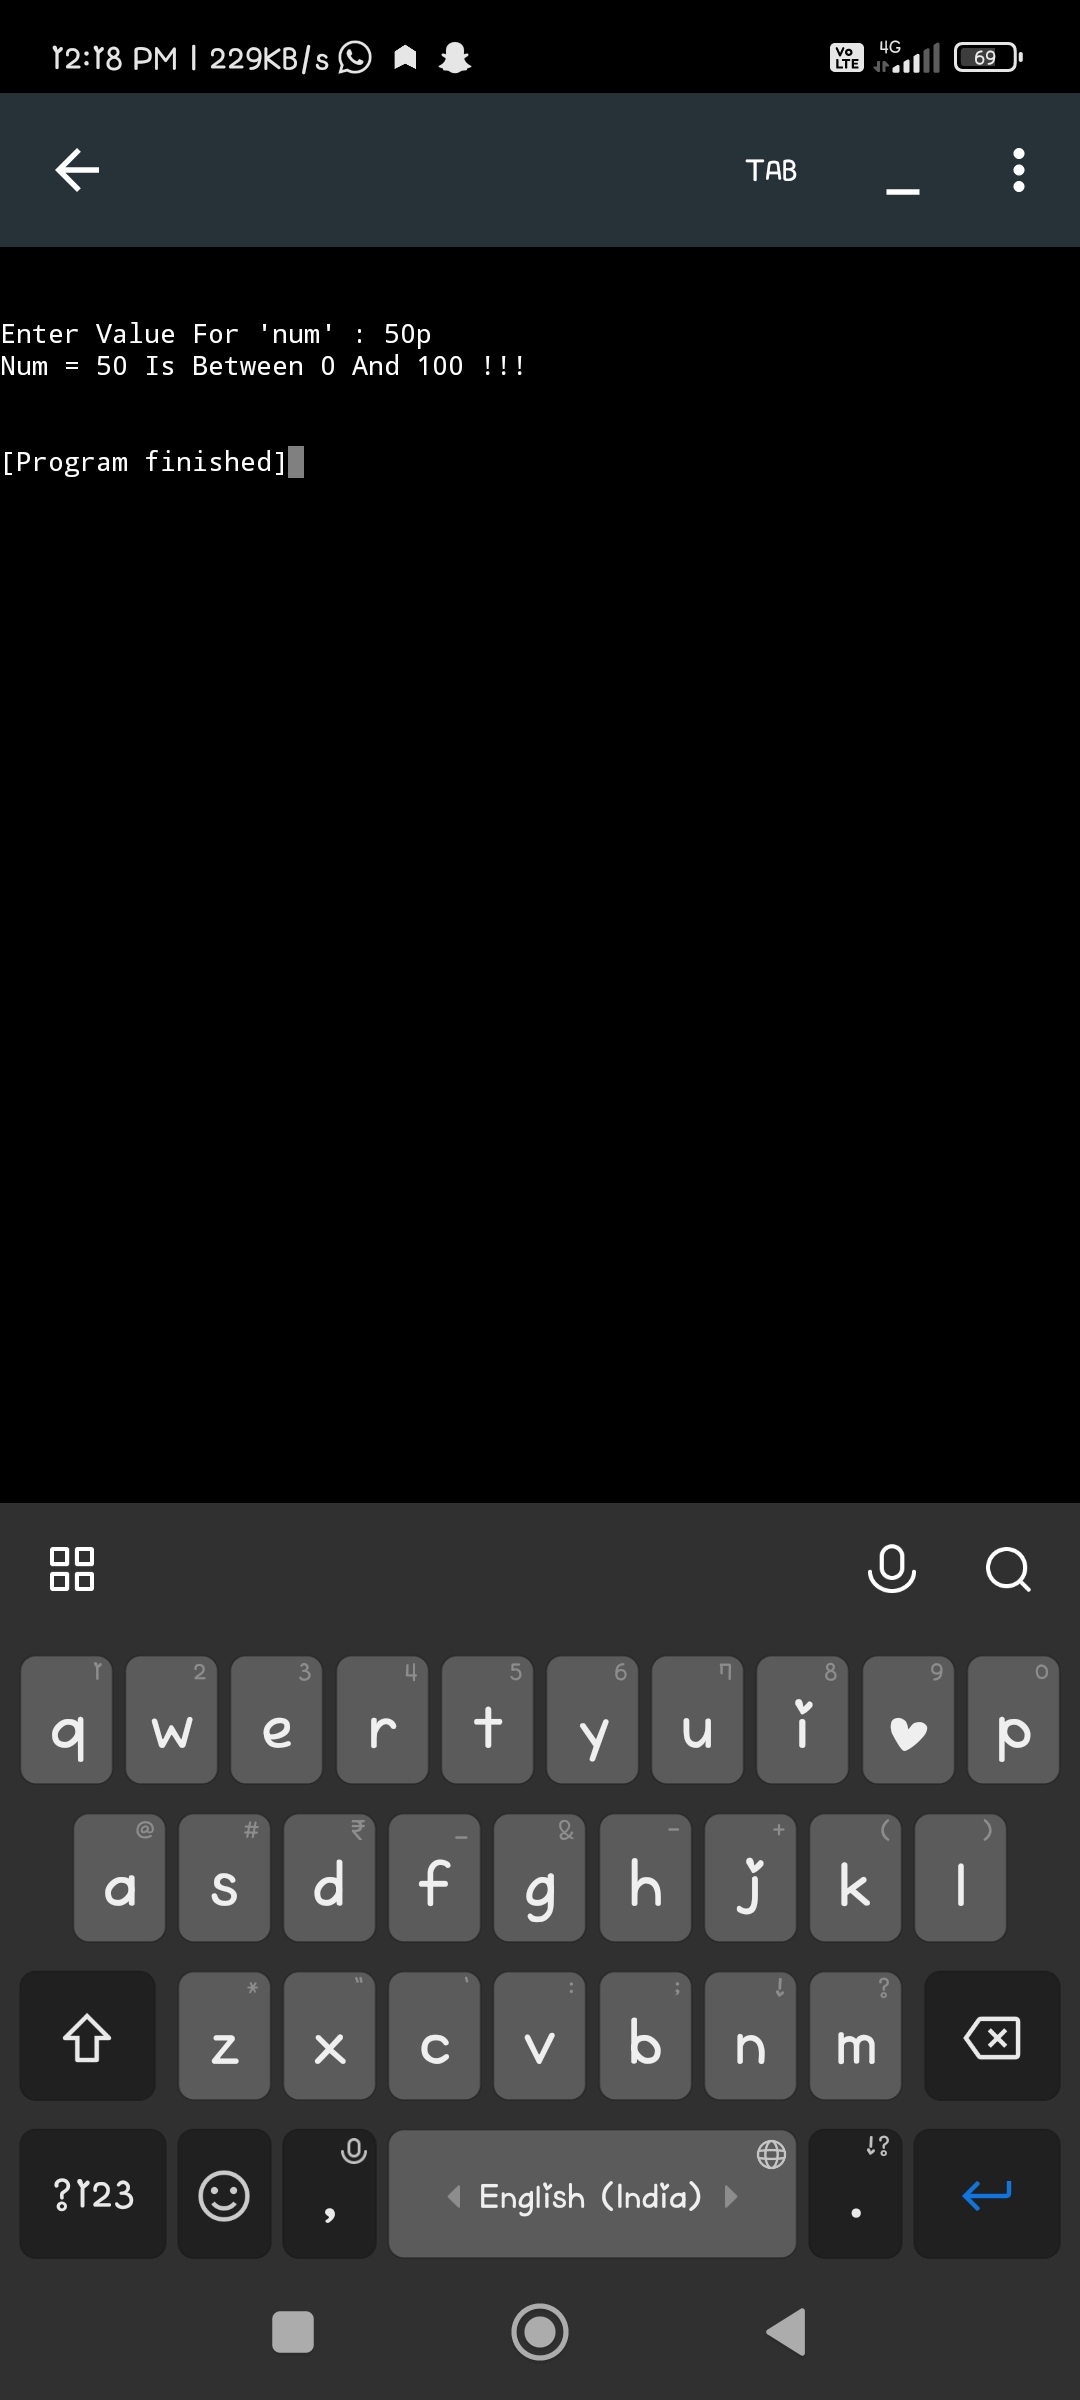 12:18 PM | 229KB/s
Vo LTE 4G 69
TAB _
Enter Value For 'num' : 50p
Num = 50 Is Between 0 And 100 !!!
[Program finished]
1 2 3 4 5 6 7 8 9 0
q w e r t y u i p
@ # ₹ _ & - + ( )
a s d f g h j k l
* " ' : ; ! ?
z x c v b n m
!?
?123 , English (India) .